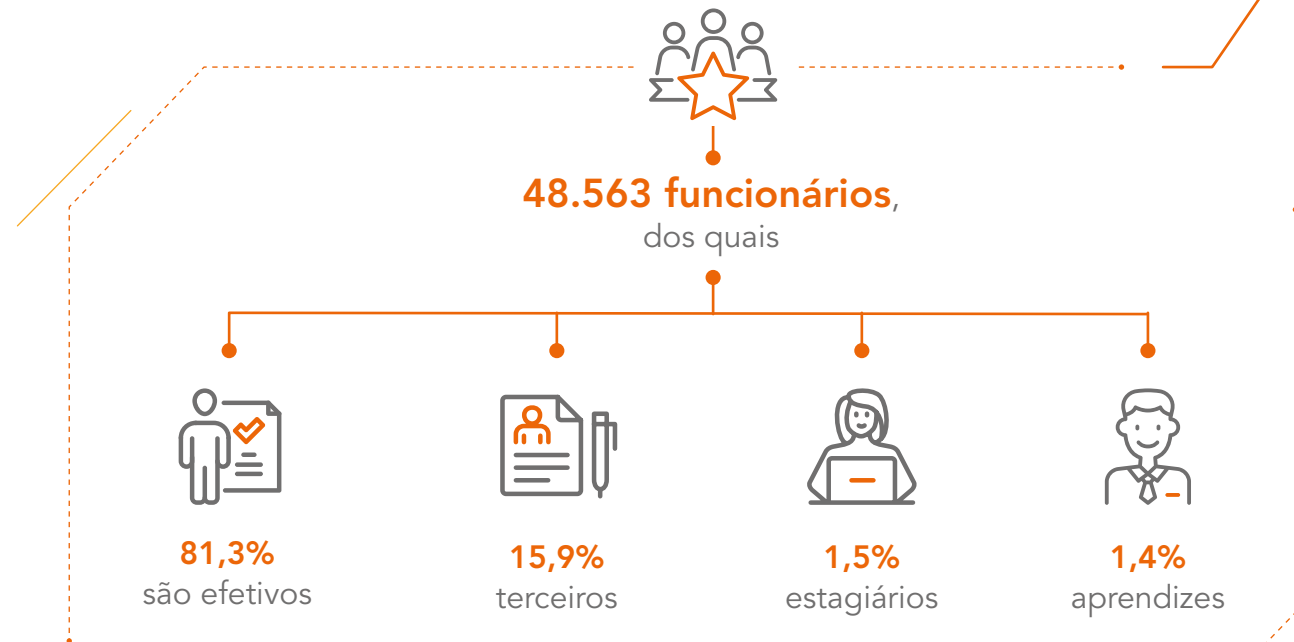 48.563 funcionários,
dos quais
81,3%
são efetivos
15,9%
terceiros
1,5%
estagiários
1,4%
aprendizes